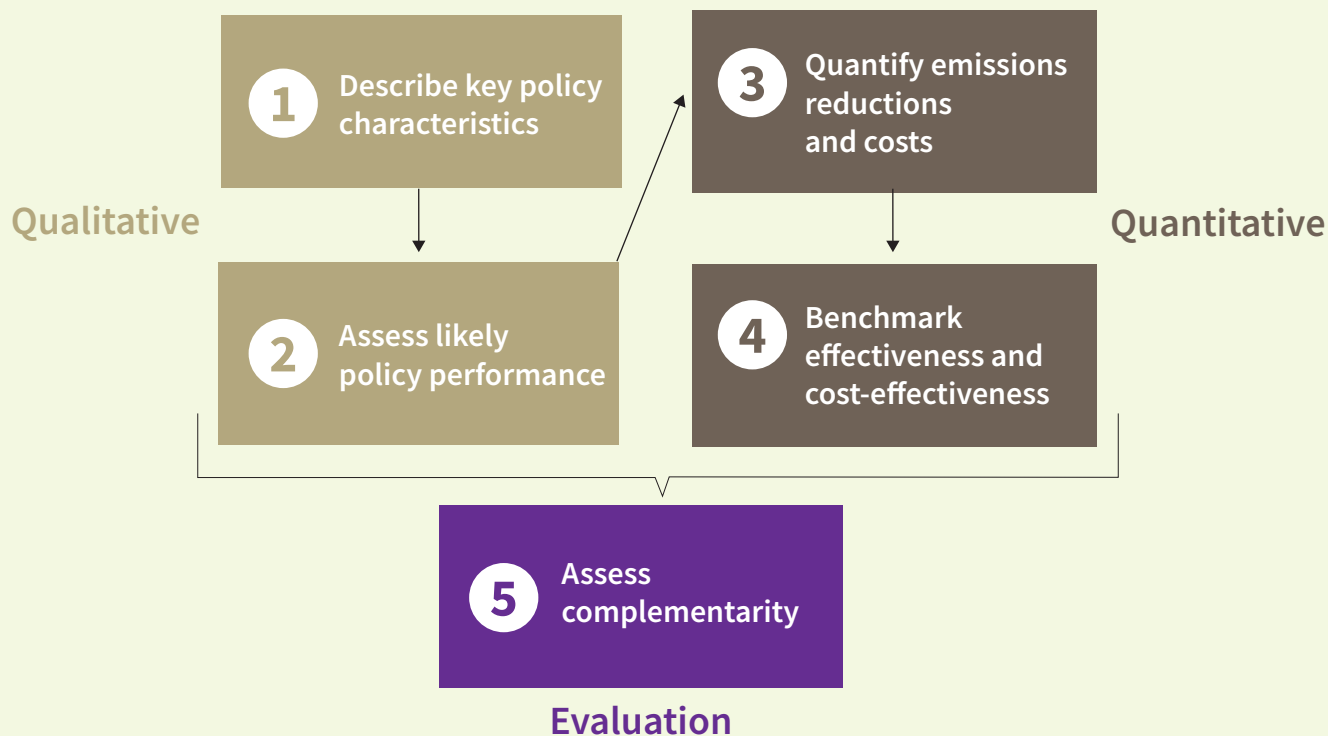 Qualitative
1
Describe key policy
characteristics
2
Assess likely
policy performance
3
Quantify emissions
reductions
and costs
4
Benchmark
effectiveness and
cost-effectiveness
Quantitative
5
Assess
complementarity
Evaluation